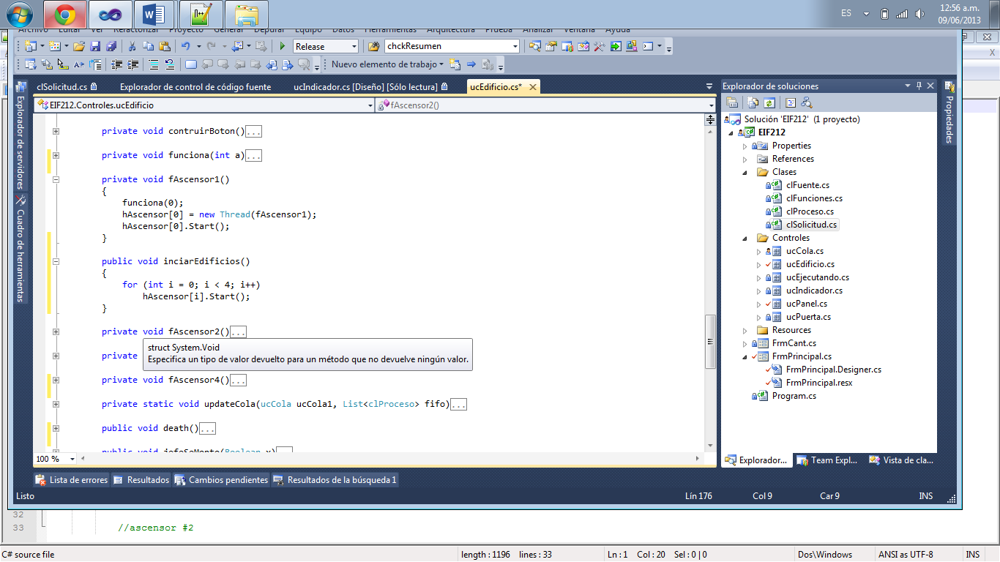 ES
12:56 a.m.
09/06/2013
Archivo Editar Ver Refactorizar Proyecto Generar Depurar Equipo Datos Herramientas Arquitectura Prueba Analizar Ventana Ayuda
Release
chckResumen
Nuevo elemento de trabajo
clSolicitud.cs
Explorador de control de código fuente
ucIndicador.cs [Diseño] [Sólo lectura]
ucEdificio.cs*
EIF212.Controles.ucEdificio
fAscensor2()
Explorador de servidores
Cuadro de herramientas
private void contruirBoton()...
private void funciona(int a)...
private void fAscensor1()
{
funciona(0);
hAscensor[0] = new Thread(fAscensor1);
hAscensor[0].Start();
}
public void inciarEdificios()
{
for (int i = 0; i < 4; i++)
hAscensor[i].Start();
}
private void fAscensor2()...
struct System.Void
Especifica un tipo de valor devuelto para un método que no devuelve ningún valor.
private
private void fAscensor4()...
private static void updateCola(ucCola ucCola1, List<clProceso> fifo)...
public void death()...
public void jefeSeMonto(Boolean x)...
100 %
Explorador de soluciones
Solución 'EIF212' (1 proyecto)
EIF212
Properties
References
Clases
clFuente.cs
clFunciones.cs
clProceso.cs
clSolicitud.cs
Controles
ucCola.cs
ucEdificio.cs
ucEjecutando.cs
ucIndicador.cs
ucPanel.cs
ucPuerta.cs
Resources
FrmCant.cs
FrmPrincipal.cs
FrmPrincipal.Designer.cs
FrmPrincipal.resx
Program.cs
Explorador...
Team Expl...
Vista de cla...
Propiedades
Lista de errores
Resultados
Cambios pendientes
Resultados de la búsqueda 1
Listo
Lín 176
Col 9
Car 9
INS
32
33
//ascensor #2
C# source file
length : 1196 lines : 33
Ln : 1 Col : 20 Sel : 0 | 0
Dos\Windows
ANSI as UTF-8
INS